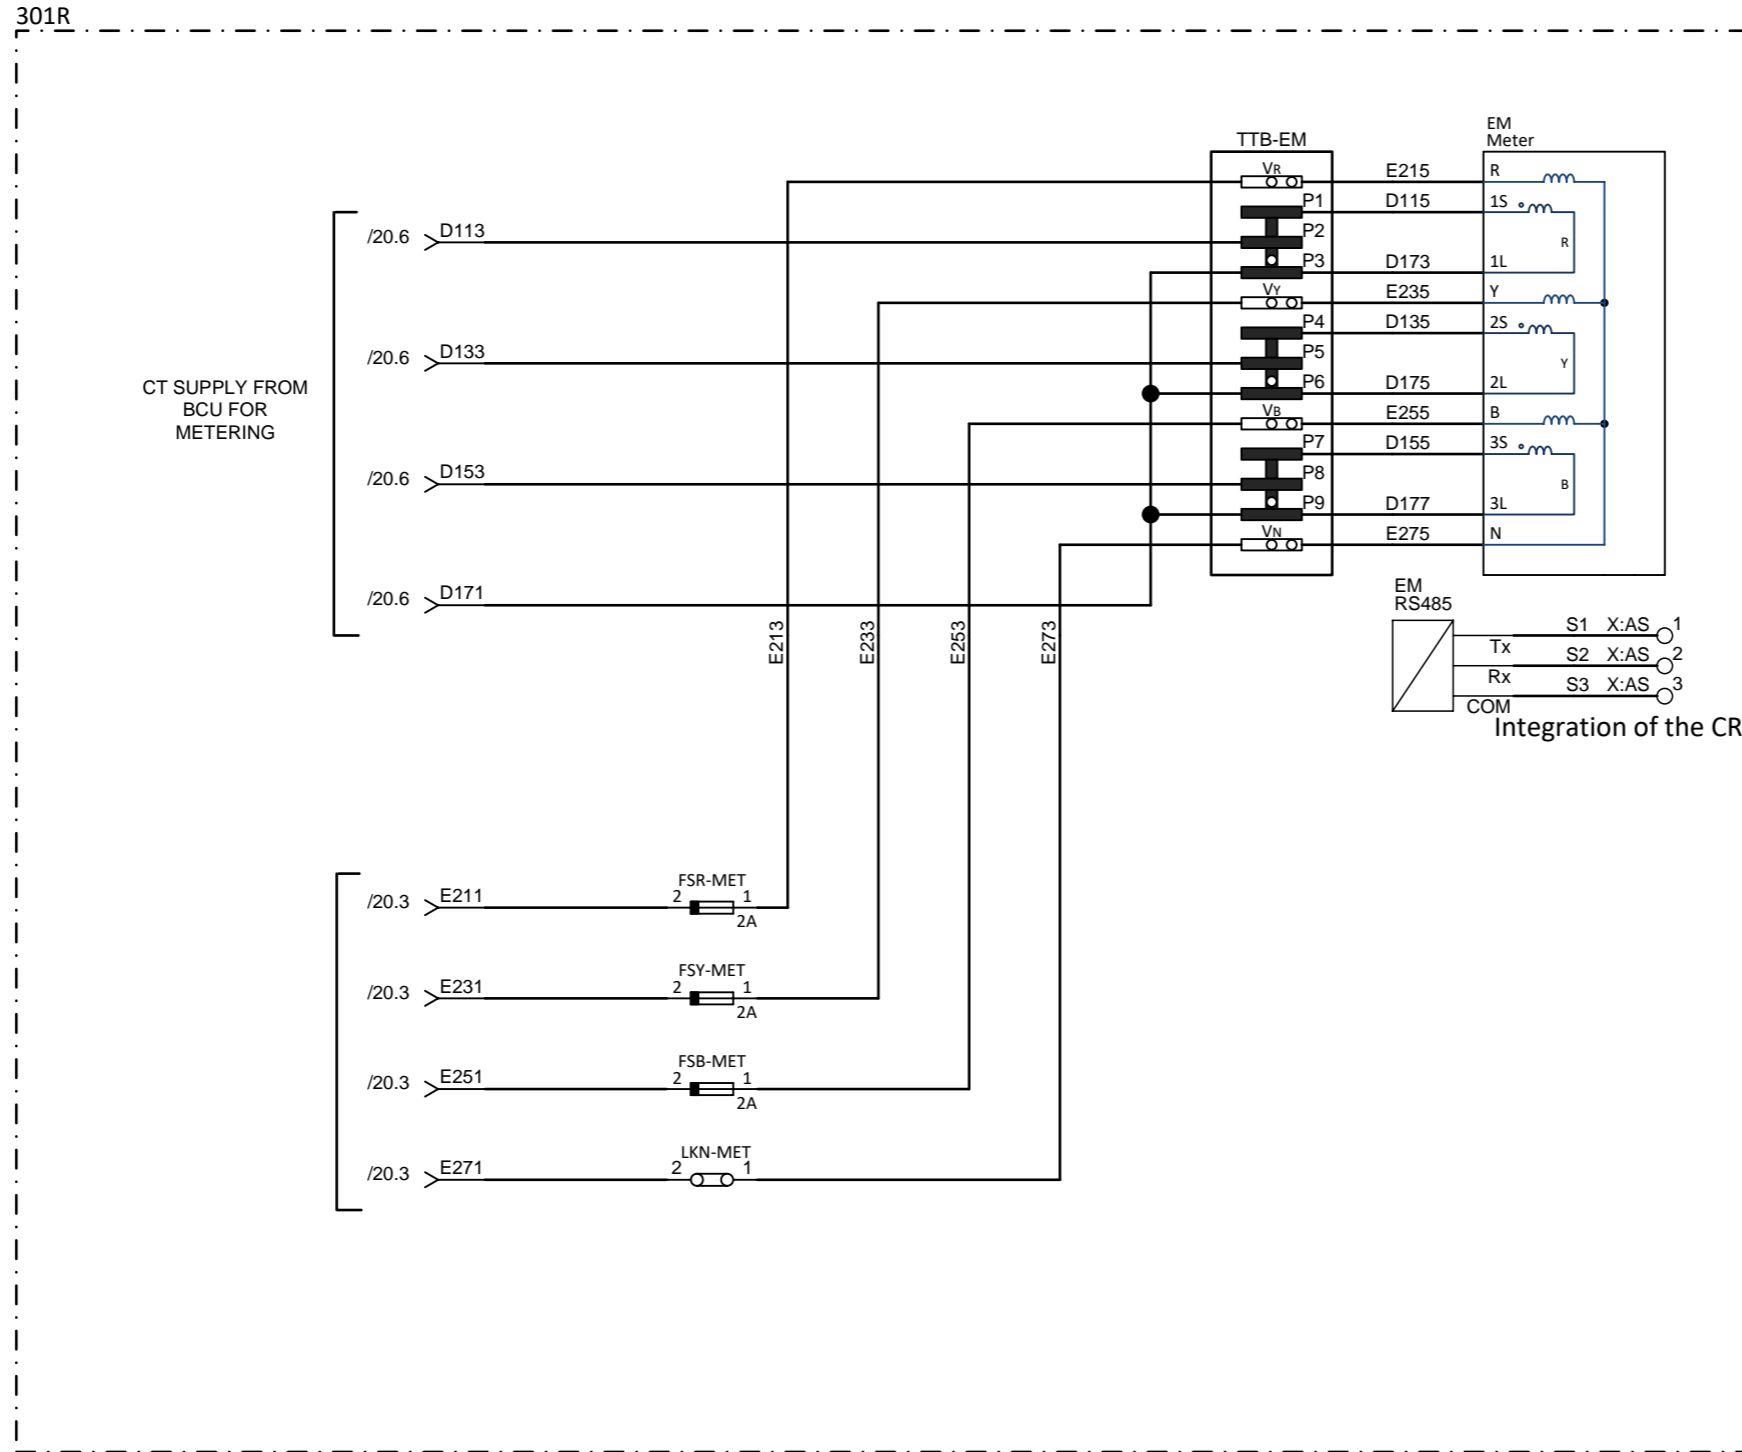 301R
TTB-EM
EM
Meter
VR
E215
R
P1
D115
1S
/20.6
D113
P2
R
P3
D173
1L
VY
E235
Y
P4
D135
2S
/20.6
D133
P5
Y
P6
D175
2L
CT SUPPLY FROM
BCU FOR
METERING
VB
E255
B
P7
D155
3S
/20.6
D153
P8
B
P9
D177
3L
VN
E275
N
/20.6
D171
EM
RS485
E213
E233
E253
E273
S1 X:AS 1
Tx
S2 X:AS 2
Rx
S3 X:AS 3
COM
Integration of the CR
FSR-MET
/20.3
E211
2 1
2A
FSY-MET
/20.3
E231
2 1
2A
FSB-MET
/20.3
E251
2 1
2A
LKN-MET
/20.3
E271
2 1